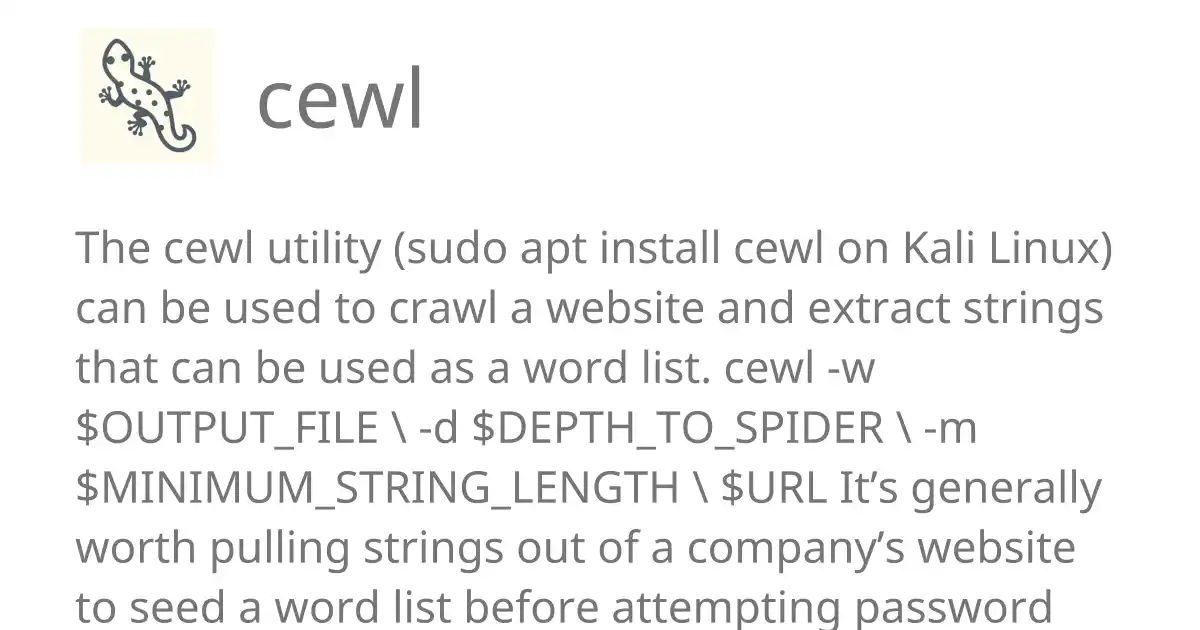 cewl
The cewl utility (sudo apt install cewl on Kali Linux)
can be used to crawl a website and extract strings
that can be used as a word list. cewl -w
$OUTPUT_FILE \ -d $DEPTH_TO_SPIDER \ -m
$MINIMUM_STRING_LENGTH \ $URL It’s generally
worth pulling strings out of a company’s website
to seed a word list before attempting password